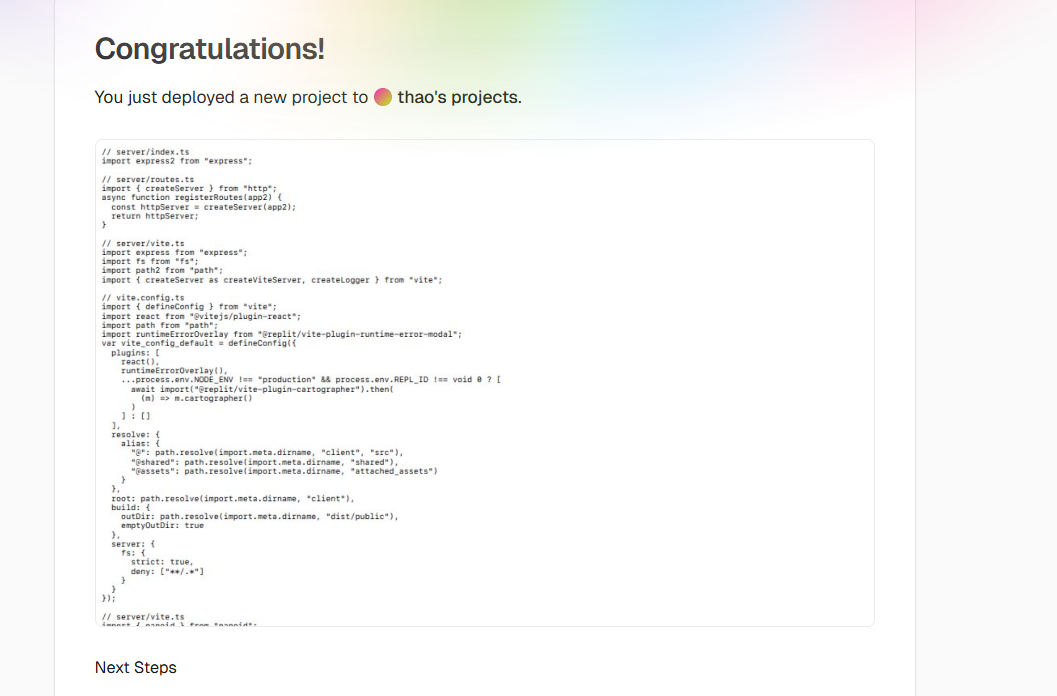 Congratulations!
You just deployed a new project to thao's projects.
// server/index.ts
import express2 from "express";
// server/routes.ts
import { createServer } from "http";
async function registerRoutes(app2) {
const httpServer = createServer(app2);
return httpServer;
}
// server/vite.ts
import express from "express";
import fs from "fs";
import path2 from "path";
import { createServer as createViteServer, createLogger } from "vite";
// vite.config.ts
import { defineConfig } from "vite";
import react from "@vitejs/plugin-react";
import path from "path";
import runtimeErrorOverlay from "@replit/vite-plugin-runtime-error-modal";
var vite_config_default = defineConfig({
plugins: [
react(),
runtimeErrorOverlay(),
...process.env.NODE_ENV !== "production" && process.env.REPL_ID !== void 0 ? [
await import("@replit/vite-plugin-cartographer").then(
(m) => m.cartographer()
)
] : []
],
resolve: {
alias: {
"@": path.resolve(import.meta.dirname, "client", "src"),
"@shared": path.resolve(import.meta.dirname, "shared"),
"@assets": path.resolve(import.meta.dirname, "attached_assets")
}
},
root: path.resolve(import.meta.dirname, "client"),
build: {
outDir: path.resolve(import.meta.dirname, "dist/public"),
emptyOutDir: true
},
server: {
fs: {
strict: true,
deny: ["**/.*"]
}
}
});
// server/vite.ts
import { nanoid } from "nanoid";
Next Steps